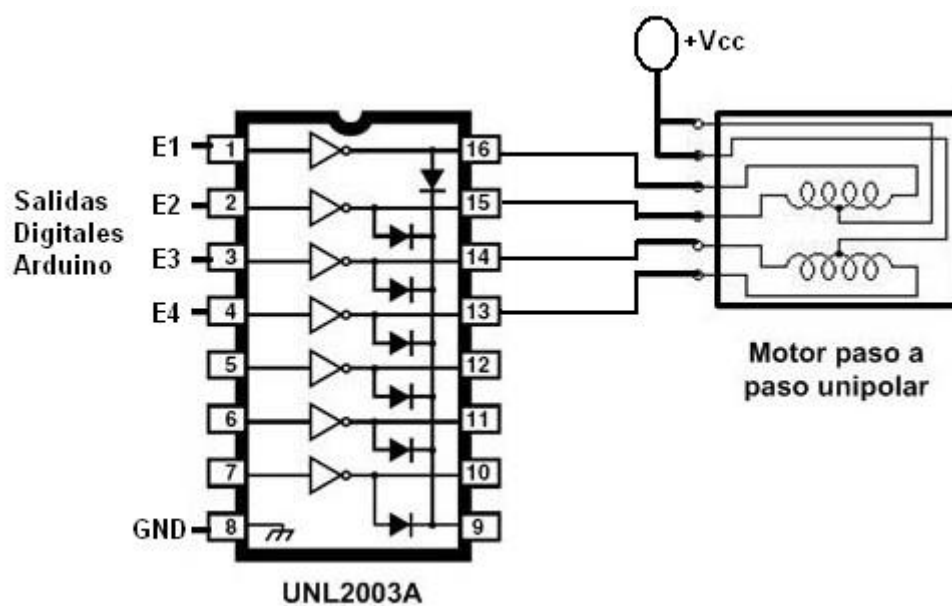 +Vcc
E1
1
16
Salidas
Digitales
Arduino
E2
2
15
E3
3
14
E4
4
13
5
12
6
11
7
10
GND
8
9
UNL2003A
Motor paso a
paso unipolar